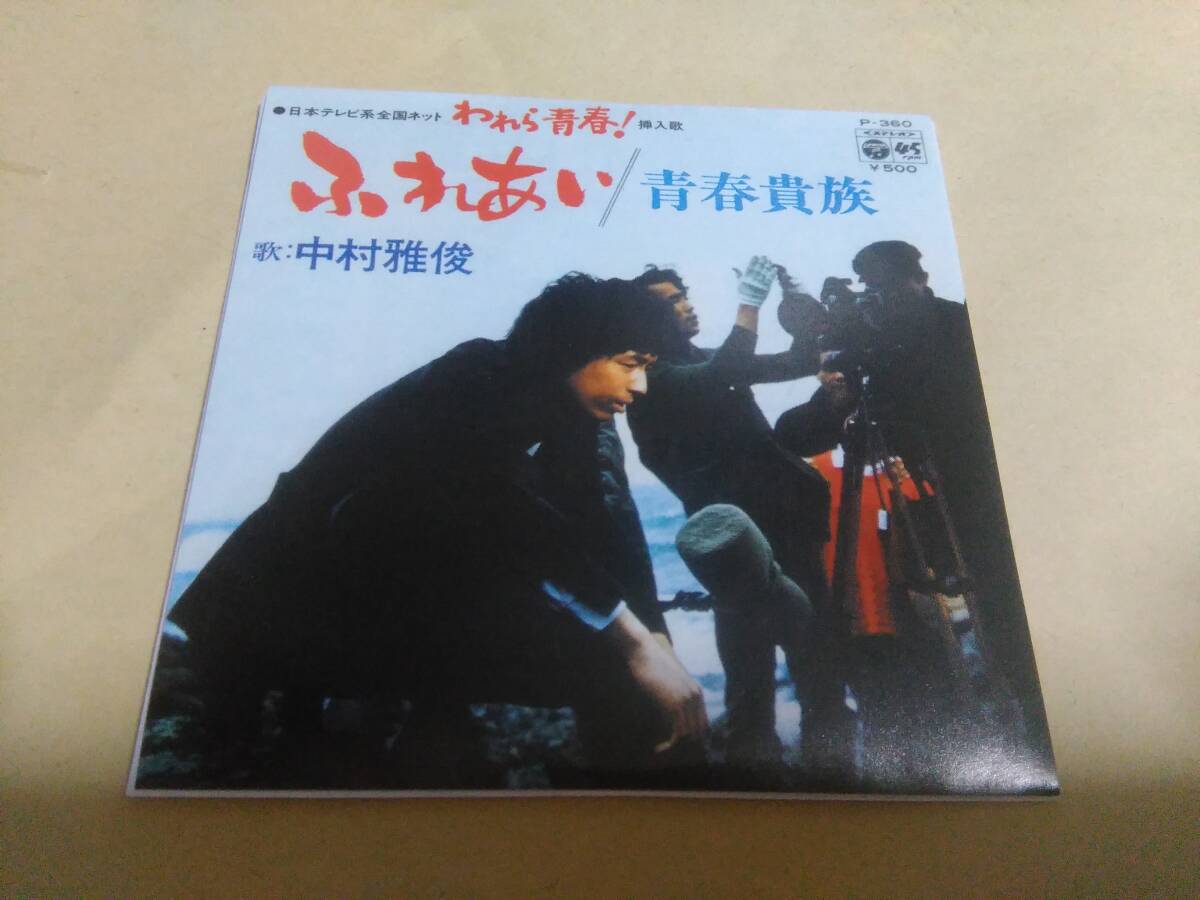 ●日本テレビ系全国ネット われら青春! 挿入歌
ふれあい/青春貴族
歌:中村雅俊
P-360
ステレオ
45
rpm
¥500